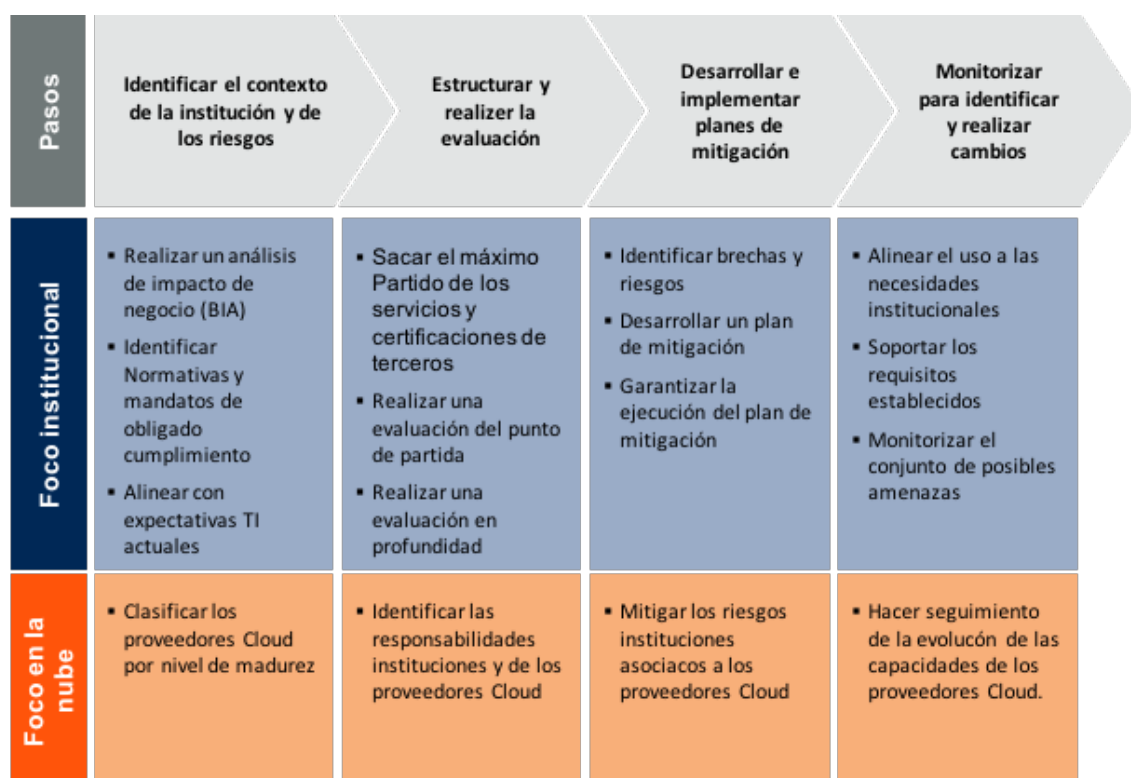 Pasos
Identificar el contexto
de la institución y de
los riesgos
Estructurar y
realizer la
evaluación
Desarrollar e
implementar
planes de
mitigación
Monitorizar
para identificar
y realizar
cambios
Foco institucional
▪ Realizar un análisis
de impacto de
negocio (BIA)
▪ Identificar
Normativas y
mandatos de
obligado
cumplimiento
▪ Alinear con
expectativas TI
actuales
▪ Sacar el máximo
Partido de los
servicios y
certificaciones de
terceros
▪ Realizar una
evaluación del punto
de partida
▪ Realizar una
evaluación en
profundidad
▪ Identificar brechas y
riesgos
▪ Desarrollar un plan
de mitigación
▪ Garantizar la
ejecución del plan de
mitigación
▪ Alinear el uso a las
necesidades
institucionales
▪ Soportar los
requisitos
establecidos
▪ Monitorizar el
conjunto de posibles
amenazas
Foco en la
nube
▪ Clasificar los
proveedores Cloud
por nivel de madurez
▪ Identificar las
responsabilidades
instituciones y de los
proveedores Cloud
▪ Mitigar los riesgos
instituciones
asociacos a los
proveedores Cloud
▪ Hacer seguimiento
de la evolucón de las
capacidades de los
proveedores Cloud.